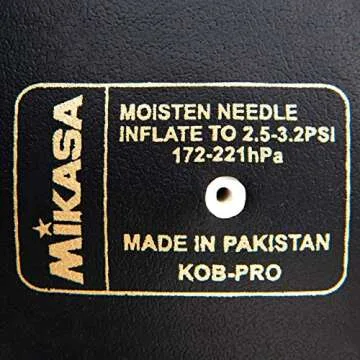 MIKASA
MOISTEN NEEDLE
INFLATE TO 2.5-3.2PSI
172-221hPa
MADE IN PAKISTAN
KOB-PRO